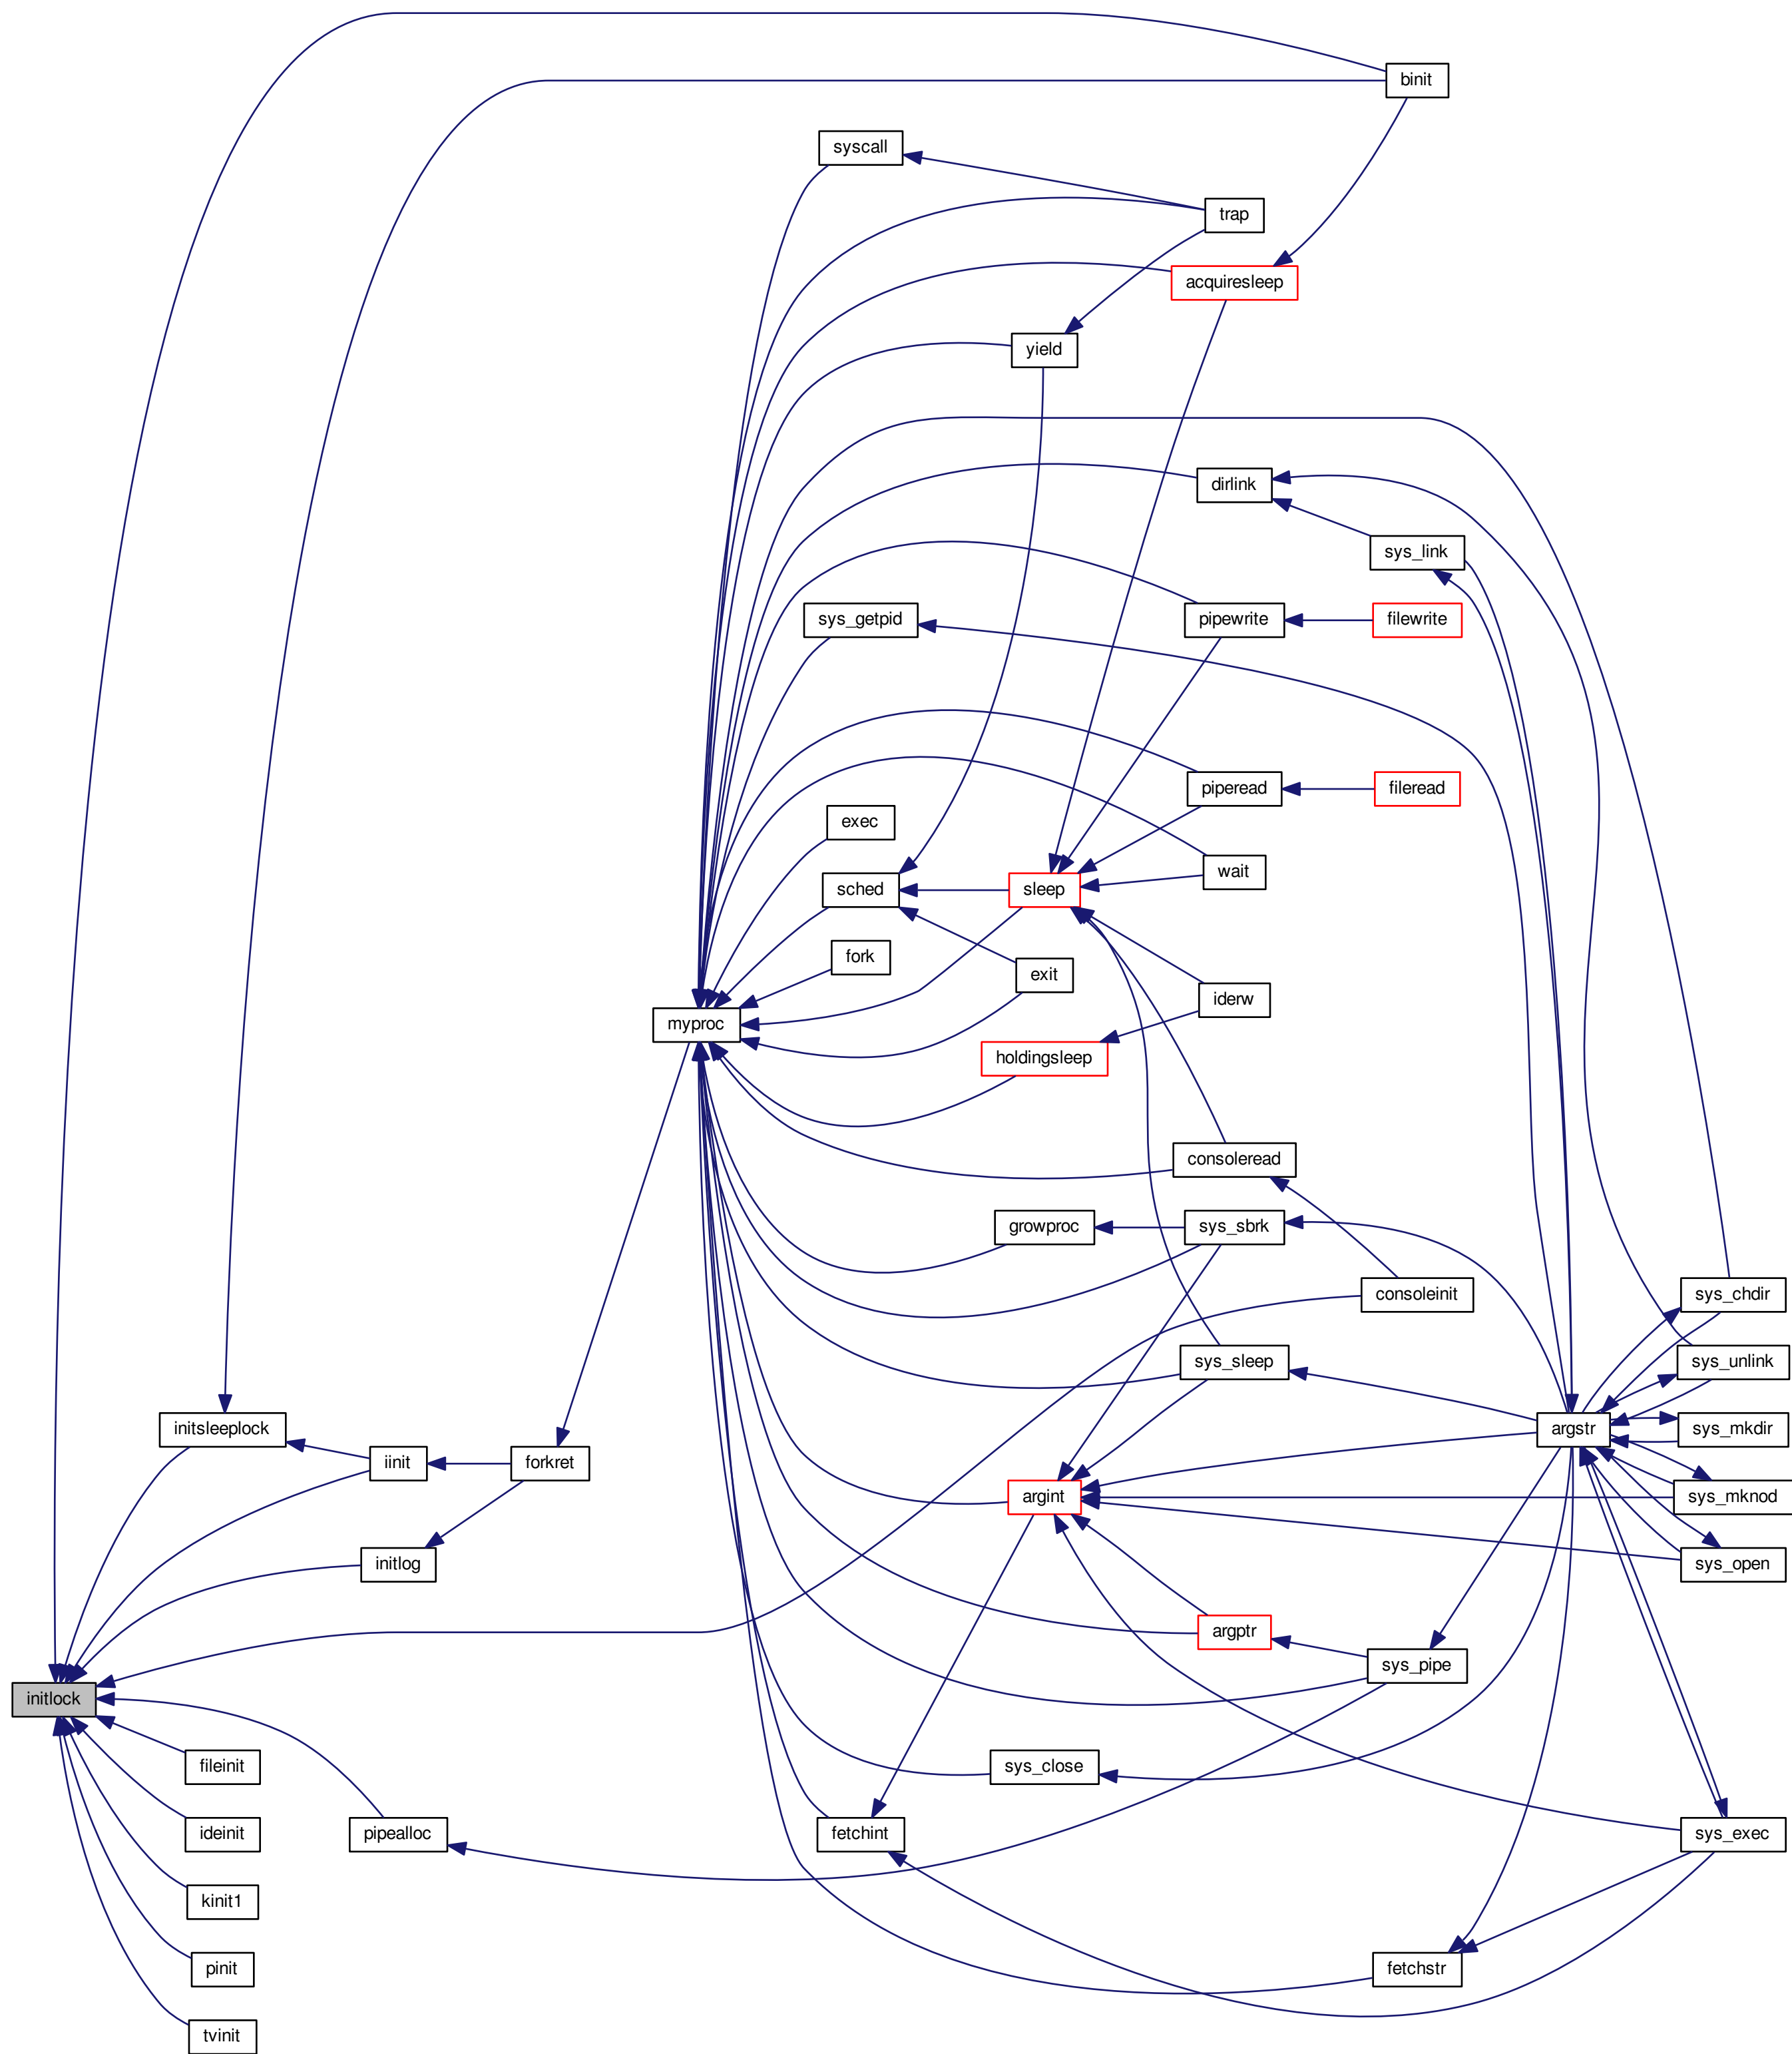 binit
syscall
trap
acquiresleep
yield
dirlink
sys_link
sys_getpid
pipewrite
filewrite
piperead
fileread
exec
wait
sched
sleep
fork
exit
iderw
myproc
holdingsleep
consoleread
growproc
sys_sbrk
consoleinit
sys_chdir
sys_sleep
sys_unlink
initsleeplock
argstr
sys_mkdir
iinit
forkret
argint
sys_mknod
initlog
sys_open
argptr
sys_pipe
initlock
fileinit
sys_close
ideinit
pipealloc
fetchint
sys_exec
kinit1
pinit
fetchstr
tvinit